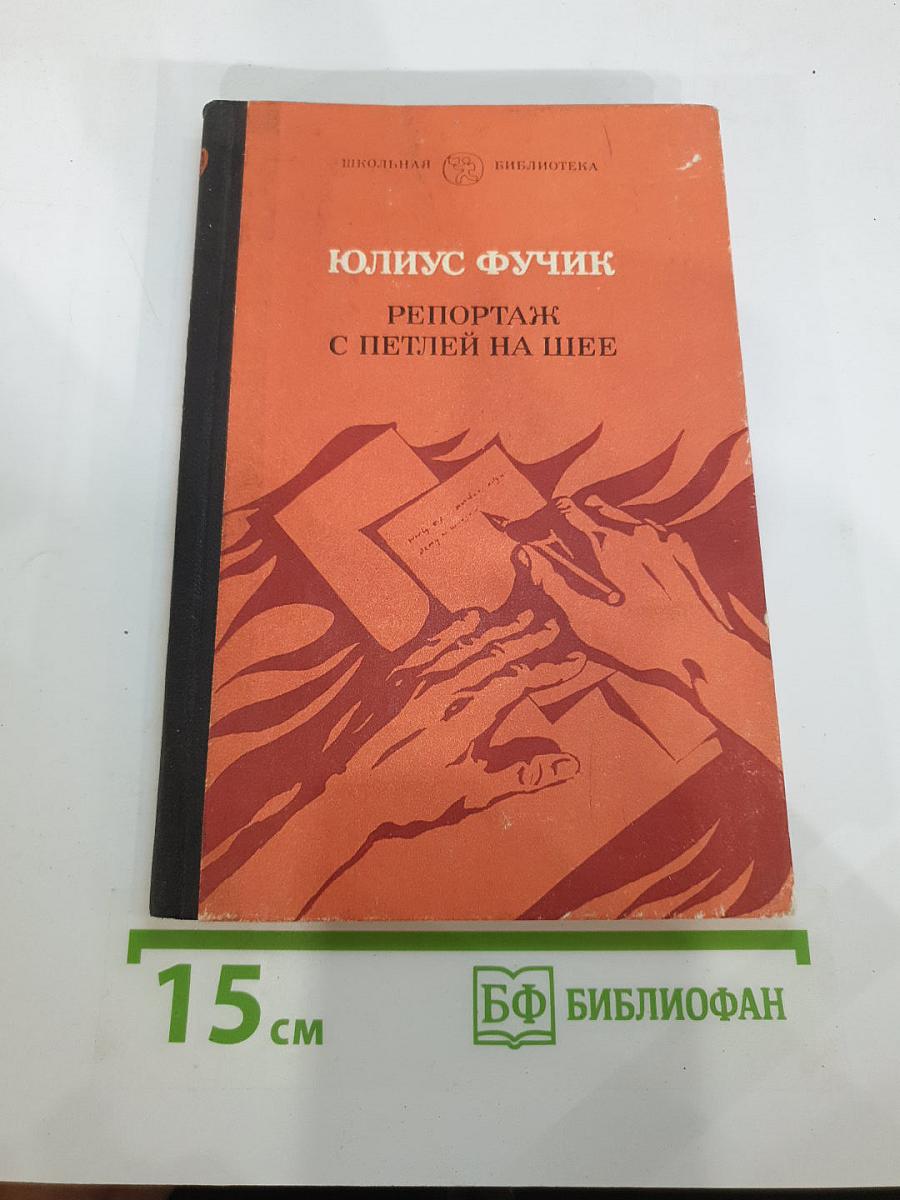 ШКОЛЬНАЯ БИБЛИОТЕКА
ЮЛИУС ФУЧИК
РЕПОРТАЖ
С ПЕТЛЕЙ НА ШЕЕ
15 см
БФ БИБЛИОФАН